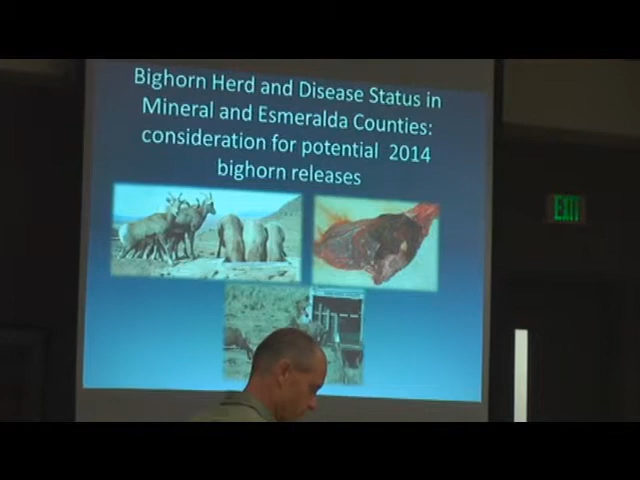 Bighorn Herd and Disease Status in
Mineral and Esmeralda Counties:
consideration for potential 2014
bighorn releases
EXIT